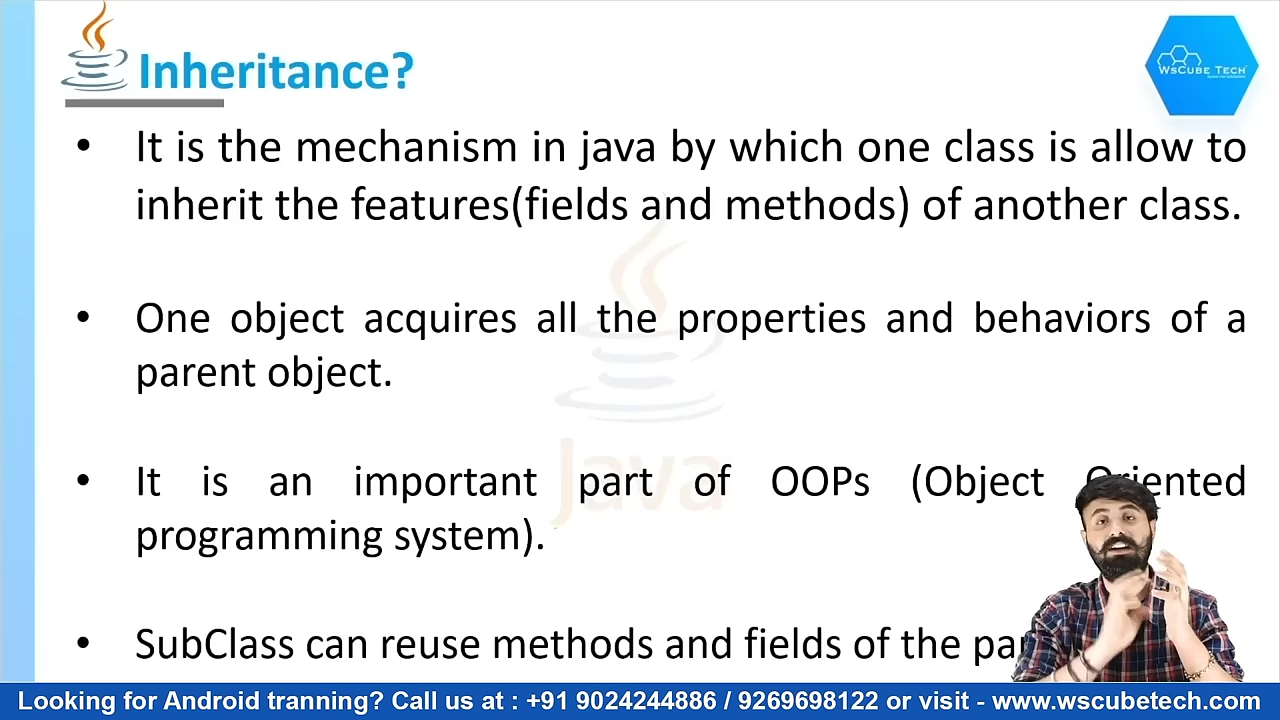 Inheritance?
WsCube Tech
• It is the mechanism in java by which one class is allow to
inherit the features(fields and methods) of another class.
• One object acquires all the properties and behaviors of a
parent object.
• It is an important part of OOPs (Object Oriented
programming system).
• SubClass can reuse methods and fields of the
Java
Looking for Android tranning? Call us at : +91 9024244886 / 9269698122 or visit - www.wscubetech.com